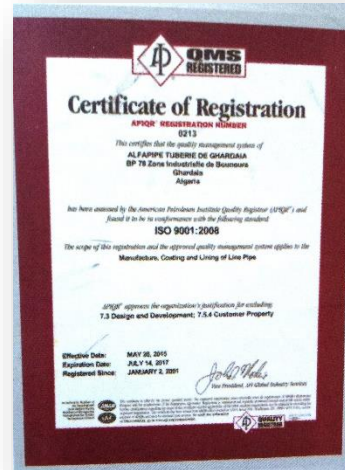 QMS
REGISTERED
Certificate of Registration
APIQR® REGISTRATION NUMBER
0213
This certifies that the quality management system of
ALFAPIPE TUBERIE DE GHARDAIA
BP 78 Zone Industrielle de Bounoura
Ghardaia
Algeria
has been assessed by the American Petroleum Institute Quality Registrar (APIQR®) and
found it to be in conformance with the following standard:
ISO 9001:2008
The scope of this registration and the approved quality management system applies to the
Manufacture, Coating and Lining of Line Pipe
APIQR® approves the organization's justification for excluding:
7.3 Design and Development; 7.5.4 Customer Property
Effective Date: MAY 26, 2015
Expiration Date: JULY 14, 2017
Registered Since: JANUARY 2, 2001
Vice President, API Global Industry Services
QUALITY